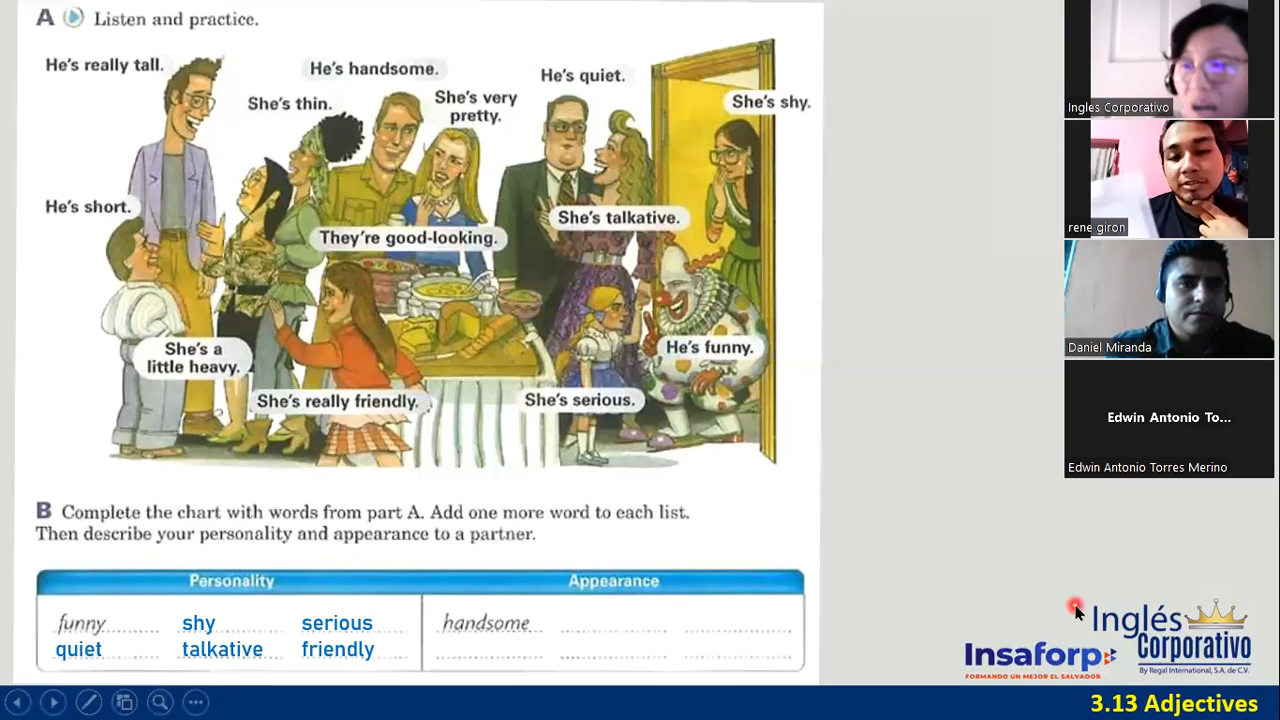 A Listen and practice.
He's really tall.
He's handsome.
He's quiet.
She's thin.
She's very
pretty.
She's shy.
He's short.
They're good-looking.
She's talkative.
She's a
little heavy.
He's funny.
She's really friendly.
She's serious.
B Complete the chart with words from part A. Add one more word to each list.
Then describe your personality and appearance to a partner.
Personality Appearance
funny shy serious handsome
quiet talkative friendly
Ingles Corporativo
rene giron
Daniel Miranda
Edwin Antonio To...
Edwin Antonio Torres Merino
Insaforp
FORMANDO UN MEJOR EL SALVADOR
Inglés
Corporativo
By Regal International, S.A. de C.V.
3.13 Adjectives